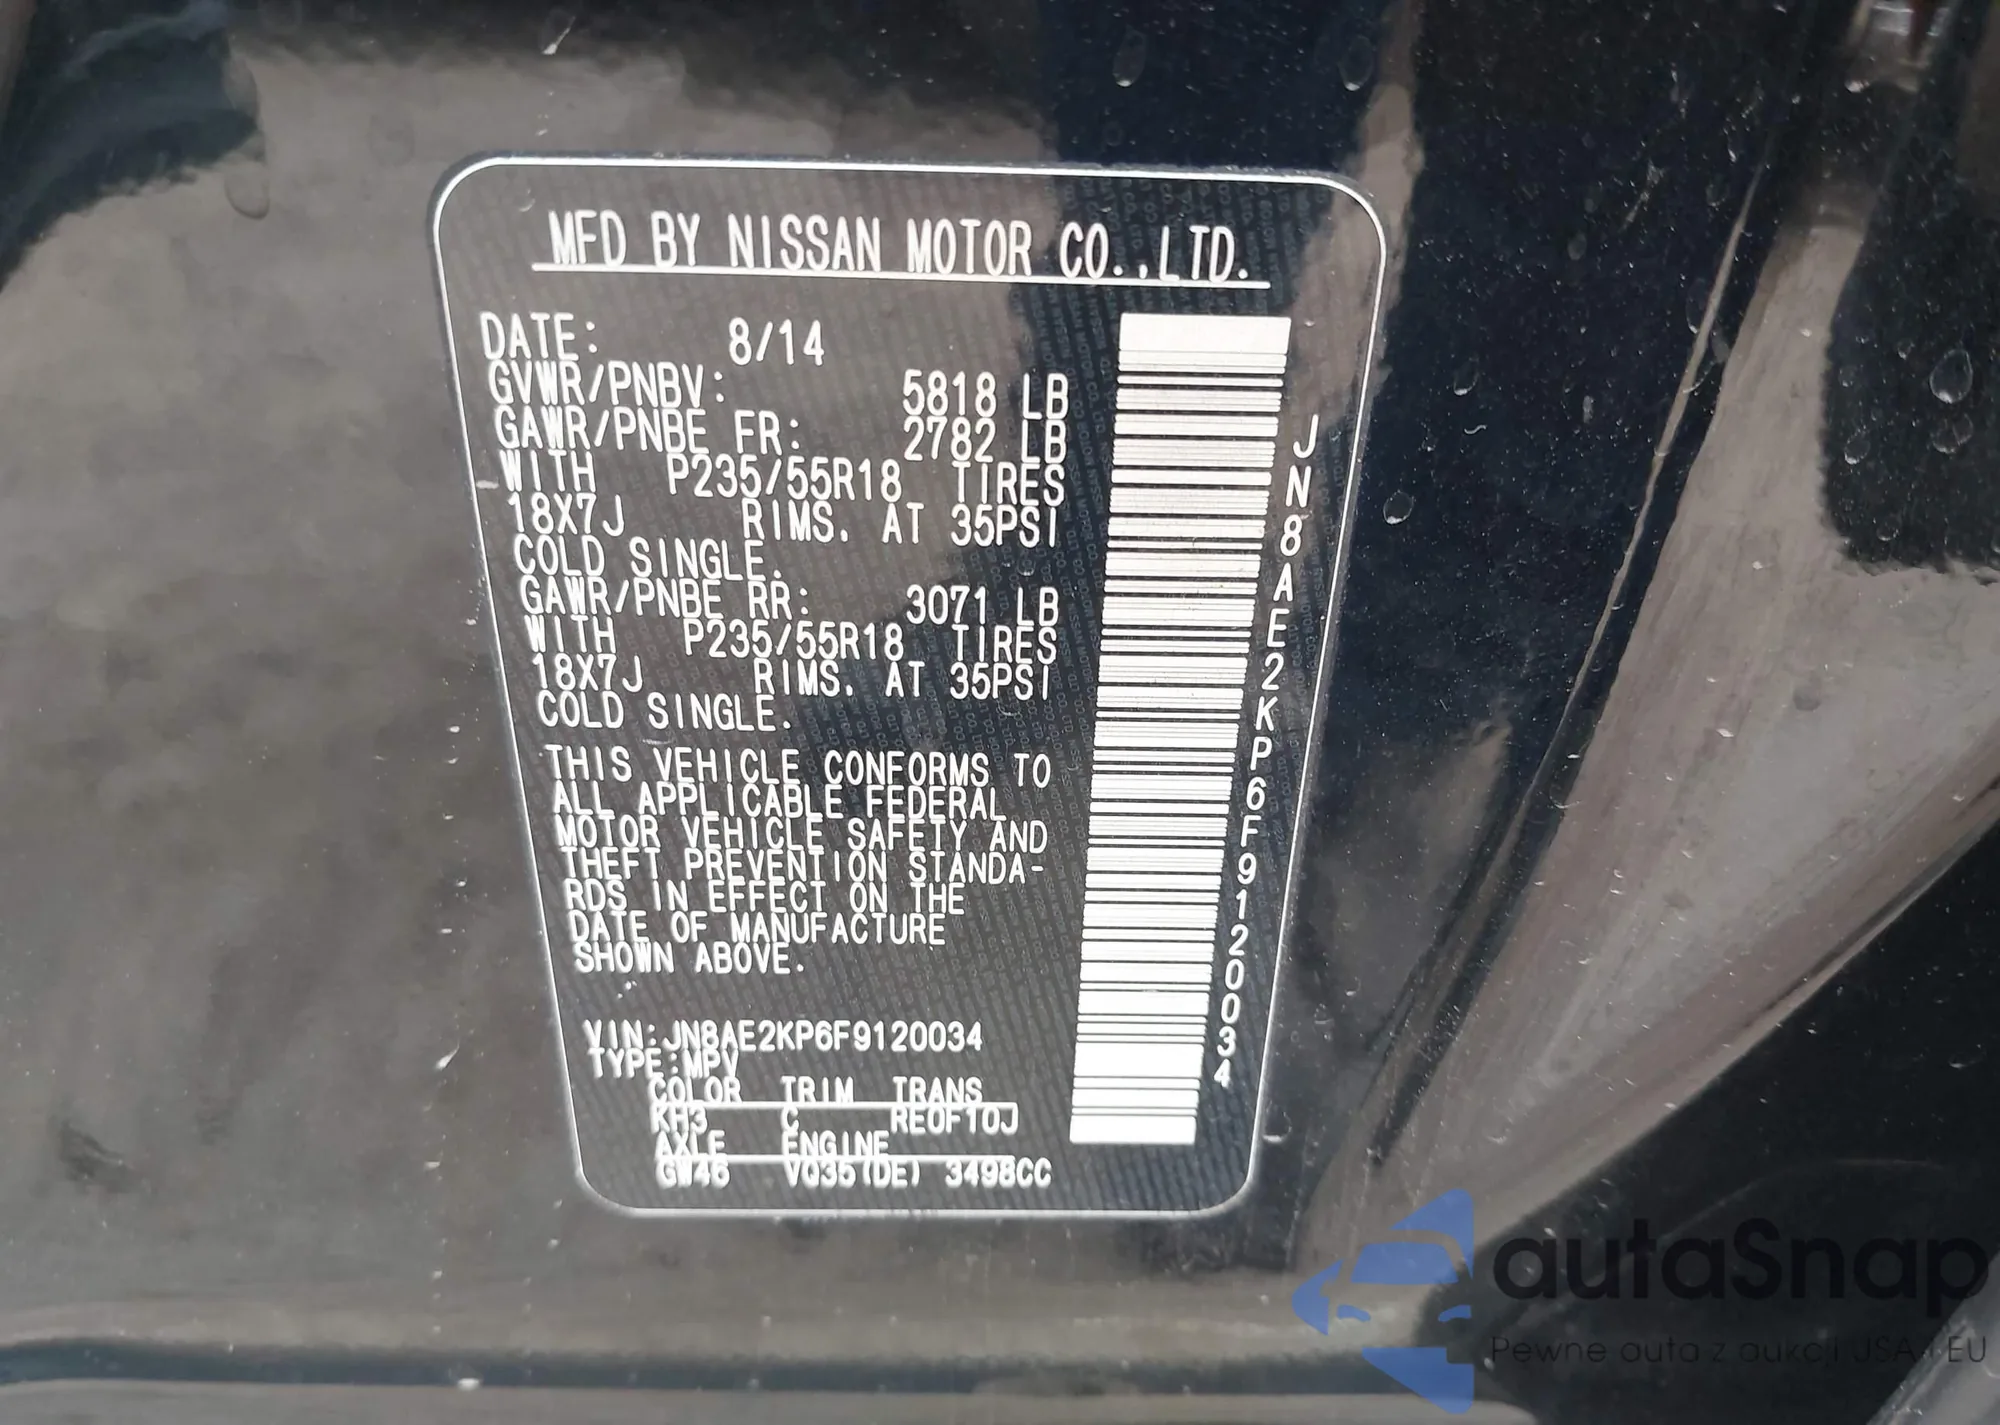 MFD BY NISSAN MOTOR CO.,LTD.
DATE: 8/14
GVWR/PNBV: 5818 LB
GAWR/PNBE FR: 2782 LB
WITH P235/55R18 TIRES
18X7J RIMS. AT 35PSI
COLD SINGLE.
GAWR/PNBE RR: 3071 LB
WITH P235/55R18 TIRES
18X7J RIMS. AT 35PSI
COLD SINGLE.
THIS VEHICLE CONFORMS TO
ALL APPLICABLE FEDERAL
MOTOR VEHICLE SAFETY AND
THEFT PREVENTION STANDA-
RDS IN EFFECT ON THE
DATE OF MANUFACTURE
SHOWN ABOVE.
VIN:JN8AE2KP6F9120034
TYPE:MPV
COLOR TRIM TRANS
KH3 C RE0F10J
AXLE ENGINE
GW46 VQ35(DE) 3498CC
JN8AE2KP6F9120034
autaSnap
Pewne auta z aukcji USA i EU